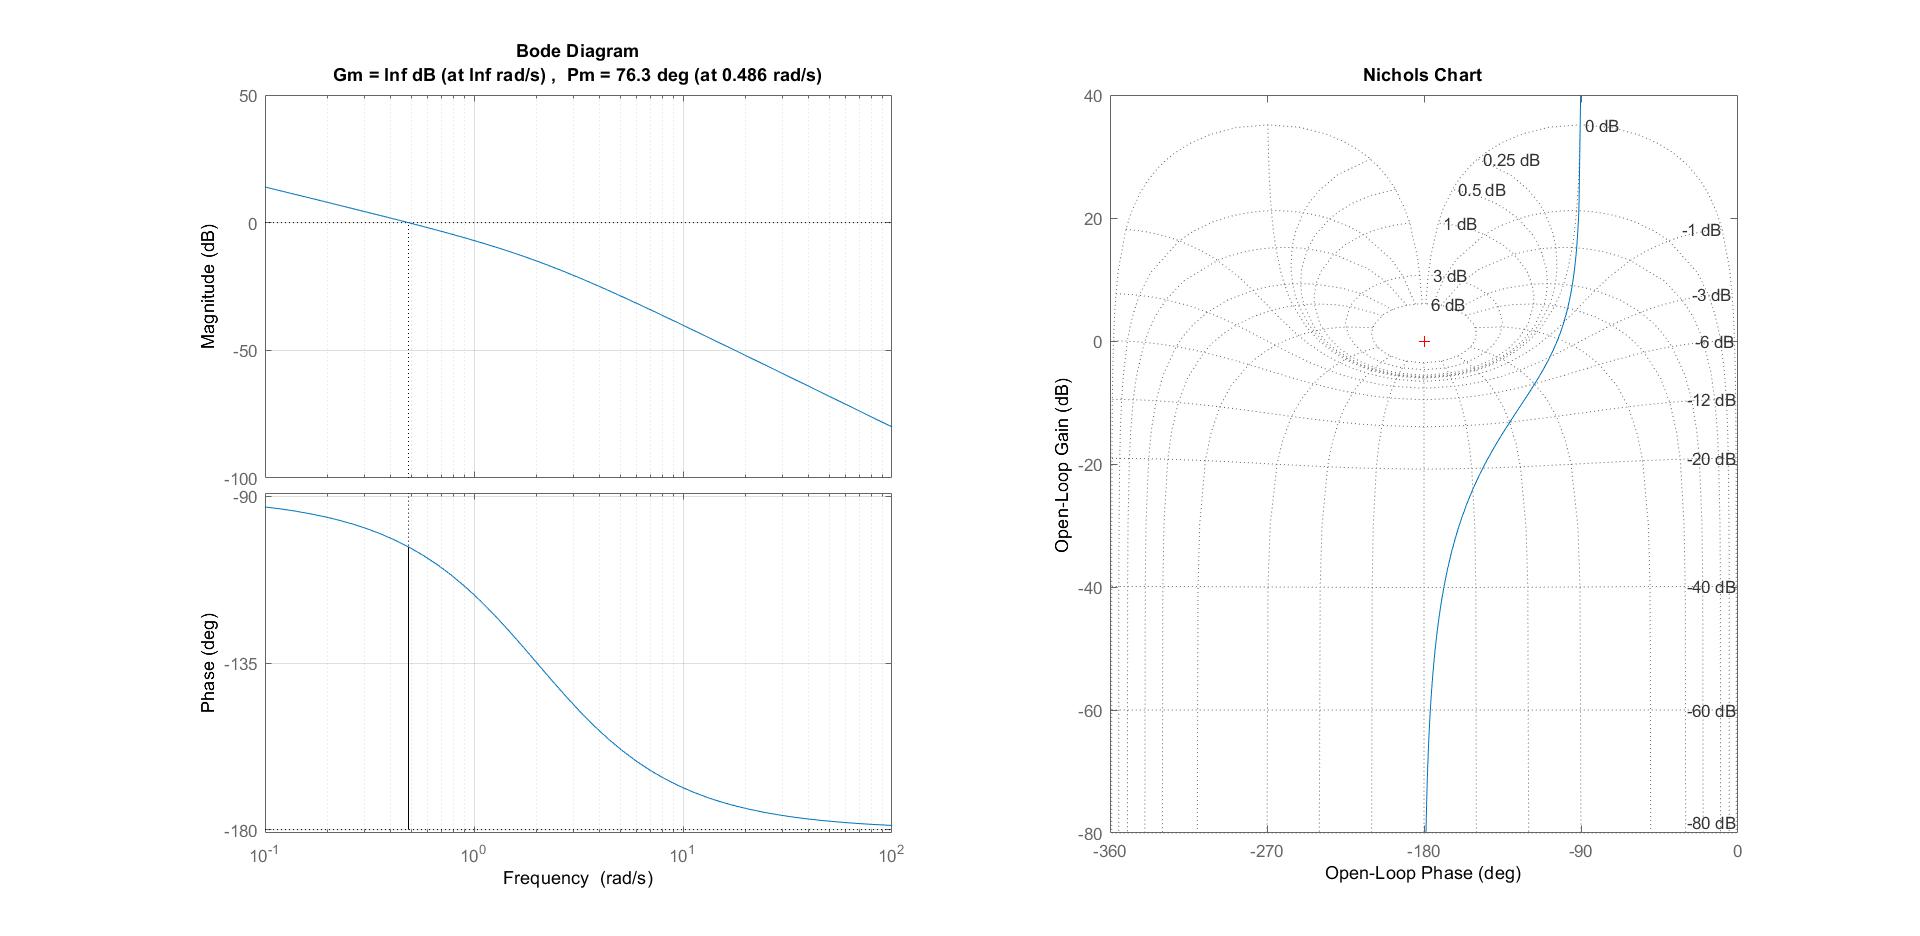 Bode Diagram
Gm = Inf dB (at Inf rad/s) ,  Pm = 76.3 deg (at 0.486 rad/s)
50
0
-50
-100
Magnitude (dB)
-90
-135
-180
Phase (deg)
10-1
100
101
102
Frequency  (rad/s)
Nichols Chart
40
20
0
-20
-40
-60
-80
Open-Loop Gain (dB)
0 dB
0.25 dB
0.5 dB
1 dB
-1 dB
3 dB
-3 dB
6 dB
-6 dB
-12 dB
-20 dB
-40 dB
-60 dB
-80 dB
-360
-270
-180
-90
0
Open-Loop Phase (deg)